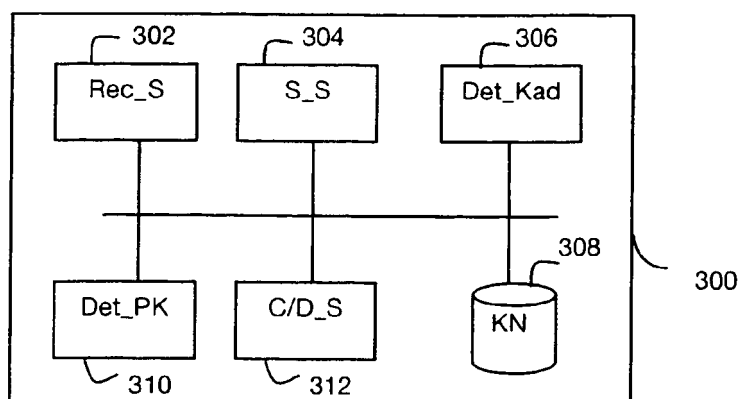 302
304
306
Rec_S
S_S
Det_Kad
308
300
Det_PK
C/D_S
KN
310
312